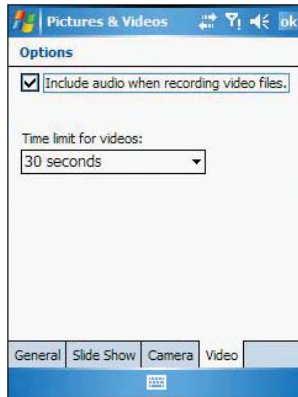 Pictures & Videos ok
Options
Include audio when recording video files.
Time limit for videos:
30 seconds
General Slide Show Camera Video